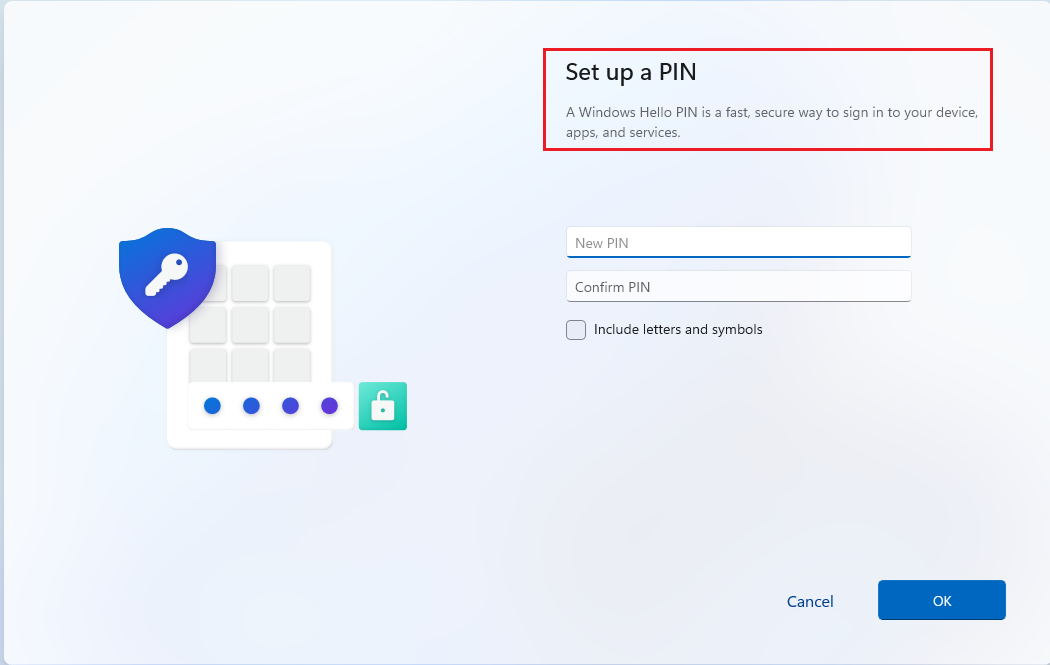 Set up a PIN
A Windows Hello PIN is a fast, secure way to sign in to your device,
apps, and services.
New PIN
Confirm PIN
Include letters and symbols
Cancel
OK